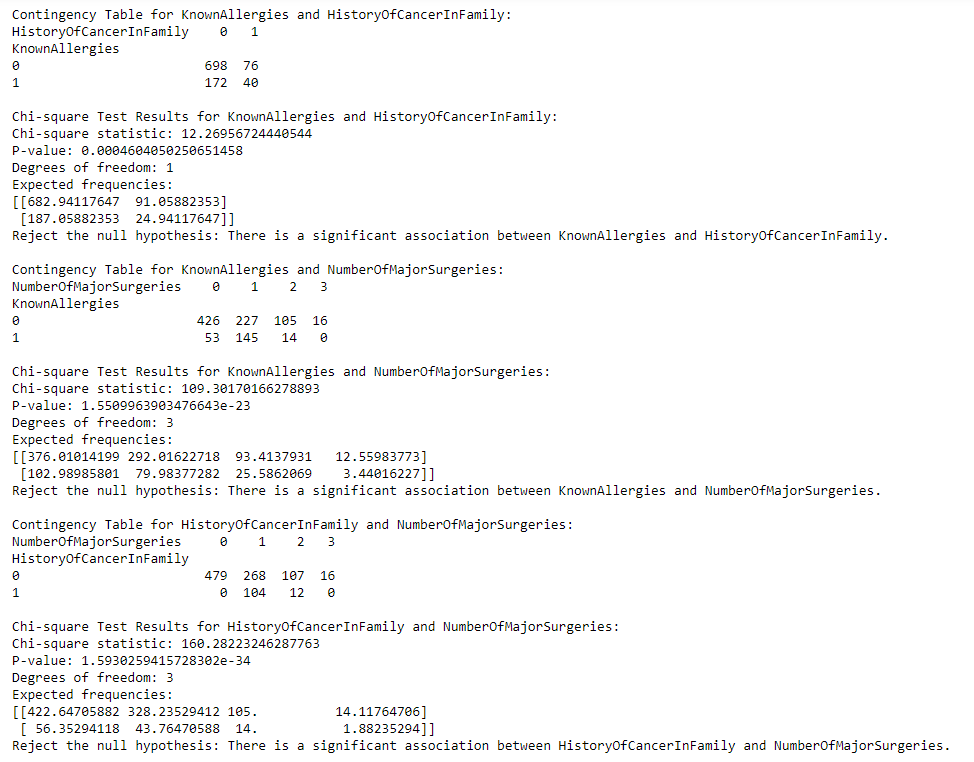 Contingency Table for KnownAllergies and HistoryOfCancerInFamily:
HistoryOfCancerInFamily    0   1
KnownAllergies
0                        698  76
1                        172  40

Chi-square Test Results for KnownAllergies and HistoryOfCancerInFamily:
Chi-square statistic: 12.26956724440544
P-value: 0.0004604050250651458
Degrees of freedom: 1
Expected frequencies:
[[682.94117647  91.05882353]
 [187.05882353  24.94117647]]
Reject the null hypothesis: There is a significant association between KnownAllergies and HistoryOfCancerInFamily.

Contingency Table for KnownAllergies and NumberOfMajorSurgeries:
NumberOfMajorSurgeries    0    1    2   3
KnownAllergies
0                       426  227  105  16
1                        53  145   14   0

Chi-square Test Results for KnownAllergies and NumberOfMajorSurgeries:
Chi-square statistic: 109.30170166278893
P-value: 1.5509963903476643e-23
Degrees of freedom: 3
Expected frequencies:
[[376.01014199 292.01622718  93.4137931   12.55983773]
 [102.98985801  79.98377282  25.5862069    3.44016227]]
Reject the null hypothesis: There is a significant association between KnownAllergies and NumberOfMajorSurgeries.

Contingency Table for HistoryOfCancerInFamily and NumberOfMajorSurgeries:
NumberOfMajorSurgeries     0    1    2   3
HistoryOfCancerInFamily
0                        479  268  107  16
1                          0  104   12   0

Chi-square Test Results for HistoryOfCancerInFamily and NumberOfMajorSurgeries:
Chi-square statistic: 160.28223246287763
P-value: 1.5930259415728302e-34
Degrees of freedom: 3
Expected frequencies:
[[422.64705882 328.23529412 105.          14.11764706]
 [ 56.35294118  43.76470588  14.           1.88235294]]
Reject the null hypothesis: There is a significant association between HistoryOfCancerInFamily and NumberOfMajorSurgeries.